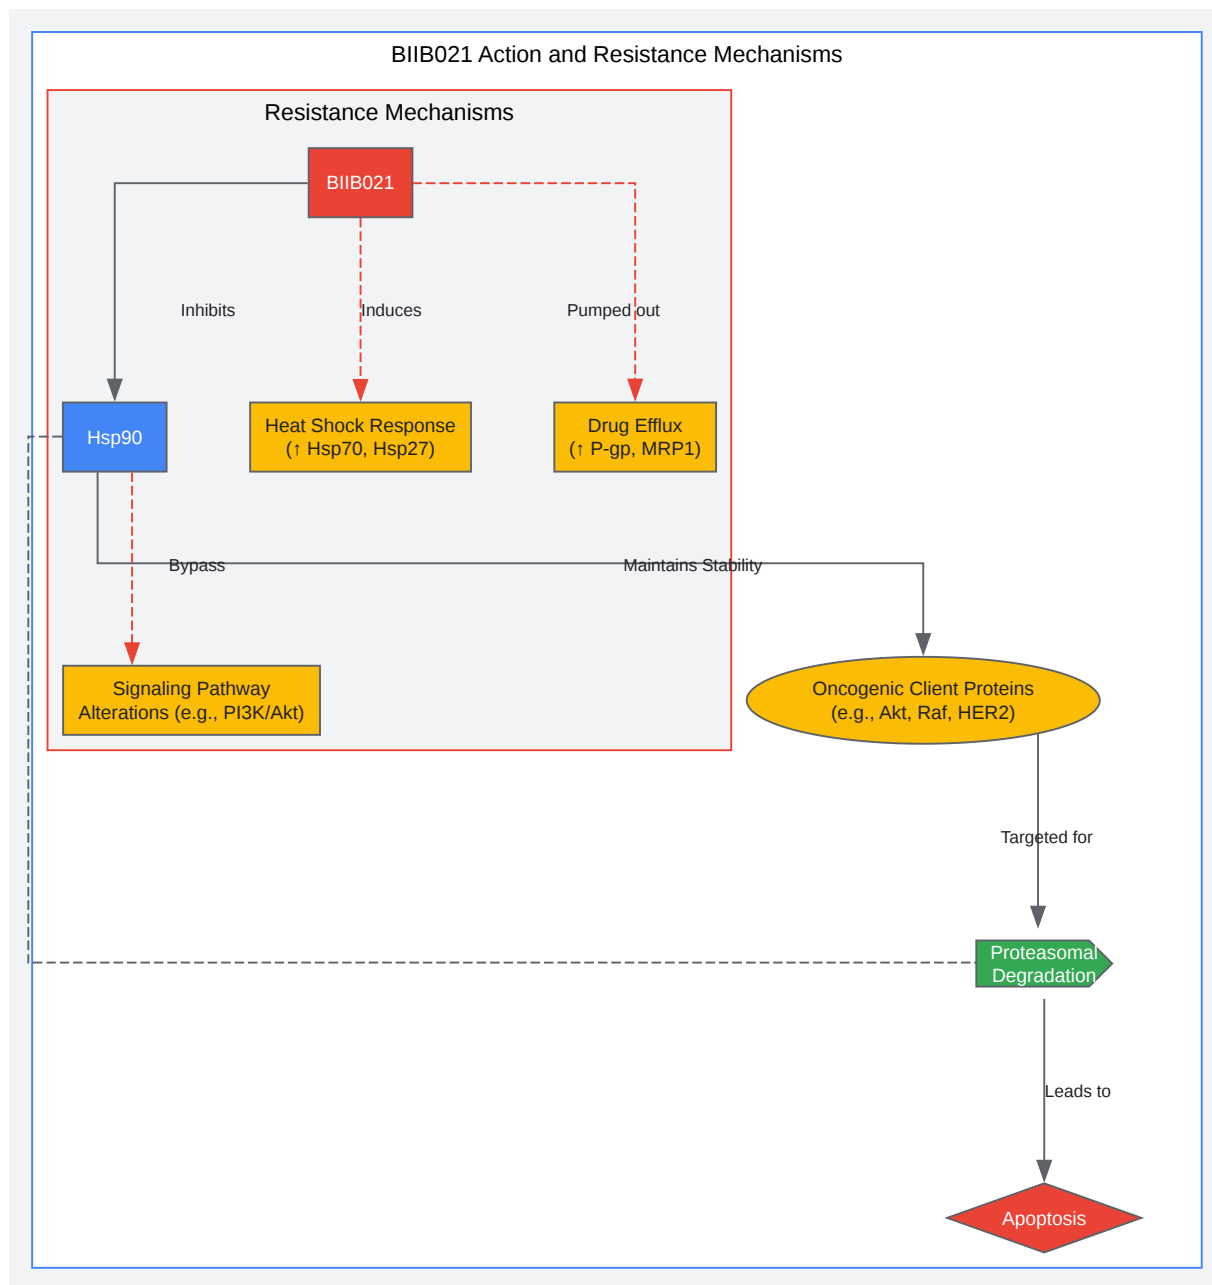 BIIB021 Action and Resistance Mechanisms
Resistance Mechanisms
BIIB021
Inhibits
Induces
Pumped out
Hsp90
Heat Shock Response
(↑ Hsp70, Hsp27)
Drug Efflux
(↑ P-gp, MRP1)
Bypass
Maintains Stability
Signaling Pathway
Alterations (e.g., PI3K/Akt)
Oncogenic Client Proteins
(e.g., Akt, Raf, HER2)
Targeted for
Proteasomal
Degradation
Leads to
Apoptosis